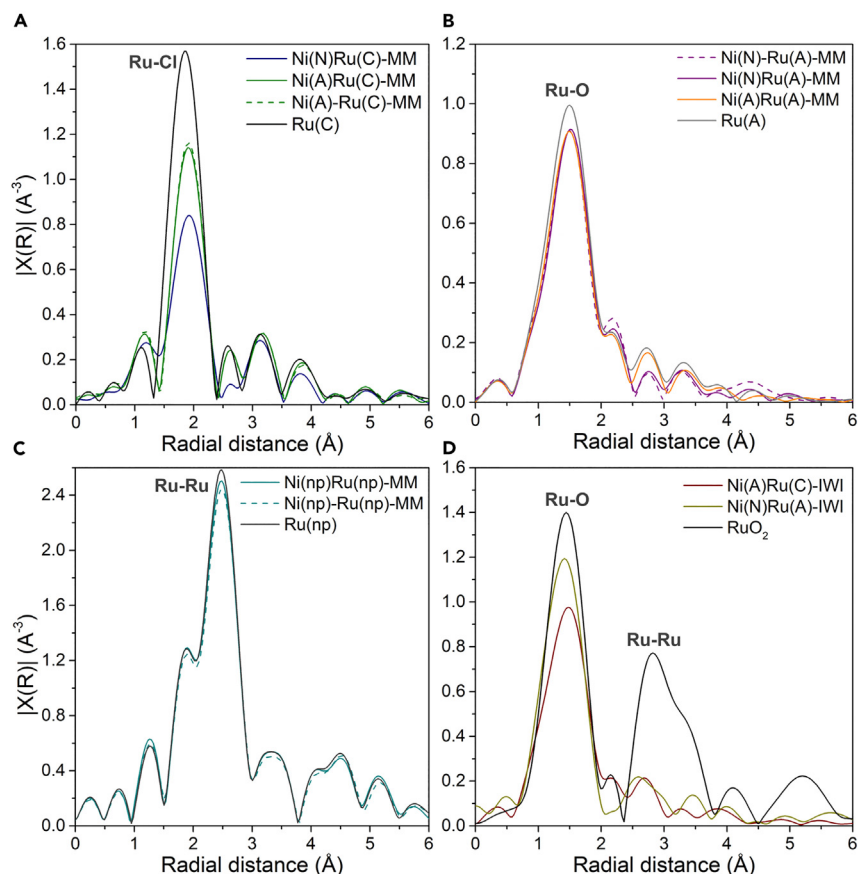 A
Ru-Cl
Ni(N)Ru(C)-MM
Ni(A)Ru(C)-MM
Ni(A)-Ru(C)-MM
Ru(C)
|X(R)| (A⁻³)
1.6
1.4
1.2
1.0
0.8
0.6
0.4
0.2
0.0
0 1 2 3 4 5 6
Radial distance (Å)
B
Ru-O
Ni(N)-Ru(A)-MM
Ni(N)Ru(A)-MM
Ni(A)Ru(A)-MM
Ru(A)
1.2
1.0
0.8
0.6
0.4
0.2
0.0
0 1 2 3 4 5 6
Radial distance (Å)
C
Ru-Ru
Ni(np)Ru(np)-MM
Ni(np)-Ru(np)-MM
Ru(np)
|X(R)| (A⁻³)
2.4
1.8
1.2
0.6
0.0
0 1 2 3 4 5 6
Radial distance (Å)
D
Ru-O
Ru-Ru
Ni(A)Ru(C)-IWI
Ni(N)Ru(A)-IWI
RuO₂
1.6
1.4
1.2
1.0
0.8
0.6
0.4
0.2
0.0
0 1 2 3 4 5 6
Radial distance (Å)